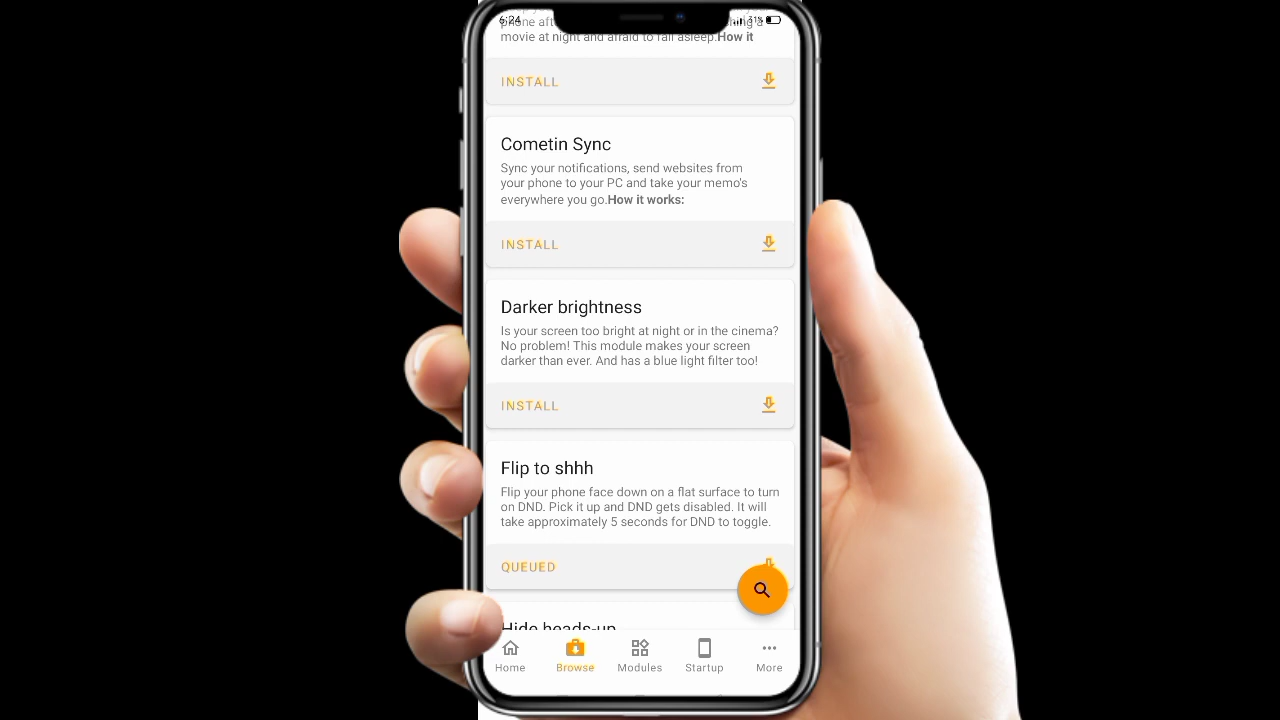 6:24
31%
phone
movie at night and afraid to fall asleep.How it
INSTALL
Cometin Sync
Sync your notifications, send websites from
your phone to your PC and take your memo's
everywhere you go.How it works:
INSTALL
Darker brightness
Is your screen too bright at night or in the cinema?
No problem! This module makes your screen
darker than ever. And has a blue light filter too!
INSTALL
Flip to shhh
Flip your phone face down on a flat surface to turn
on DND. Pick it up and DND gets disabled. It will
take approximately 5 seconds for DND to toggle.
QUEUED
Hide heads-up
Home Browse Modules Startup More